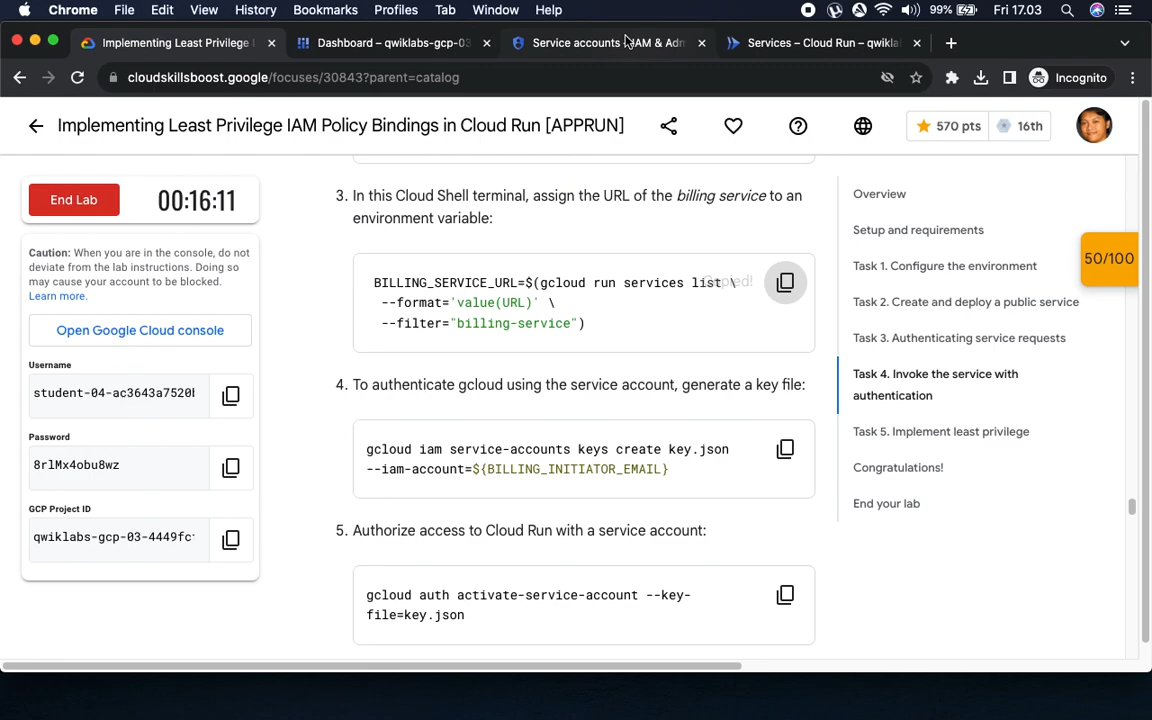 Chrome File Edit View History Bookmarks Profiles Tab Window Help 99% Fri 17.03
Implementing Least Privilege Dashboard – qwiklabs-gcp-03 Service accounts IAM & Adm Services – Cloud Run – qwikla
cloudskillsboost.google/focuses/30843?parent=catalog Incognito
Implementing Least Privilege IAM Policy Bindings in Cloud Run [APPRUN] 570 pts 16th
End Lab 00:16:11
Caution: When you are in the console, do not
deviate from the lab instructions. Doing so
may cause your account to be blocked.
Learn more.
Open Google Cloud console
Username
student-04-ac3643a7520
Password
8rlMx4obu8wz
GCP Project ID
qwiklabs-gcp-03-4449fc
3. In this Cloud Shell terminal, assign the URL of the billing service to an
environment variable:
BILLING_SERVICE_URL=$(gcloud run services list \
Copied!
--format='value(URL)' \
--filter="billing-service")
4. To authenticate gcloud using the service account, generate a key file:
gcloud iam service-accounts keys create key.json
--iam-account=${BILLING_INITIATOR_EMAIL}
5. Authorize access to Cloud Run with a service account:
gcloud auth activate-service-account --key-
file=key.json
Overview
Setup and requirements
Task 1. Configure the environment
Task 2. Create and deploy a public service
Task 3. Authenticating service requests
Task 4. Invoke the service with
authentication
Task 5. Implement least privilege
Congratulations!
End your lab
50/100